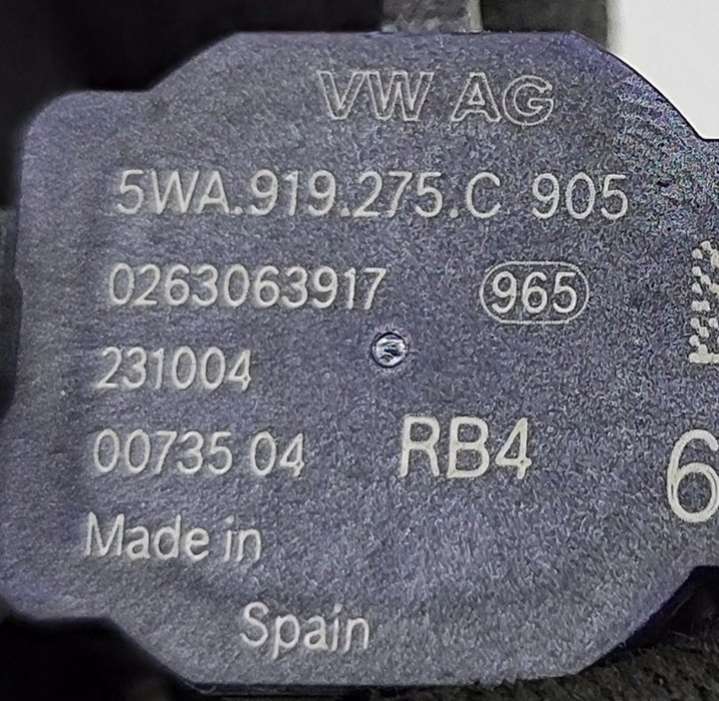 VW AG
5WA.919.275.C 905
0263063917 965
231004
00735 04 RB4 6
Made in
Spain